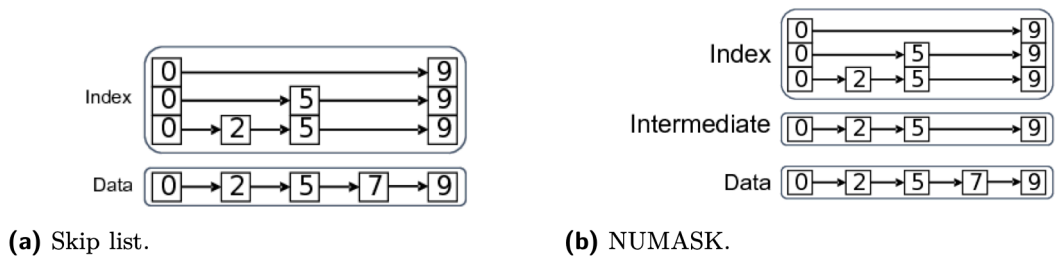 0 9
Index 0 5 9
0 2 5 9
Data 0 2 5 7 9
(a) Skip list.
0 9
Index 0 5 9
0 2 5 9
Intermediate 0 2 5 9
Data 0 2 5 7 9
(b) NUMASK.